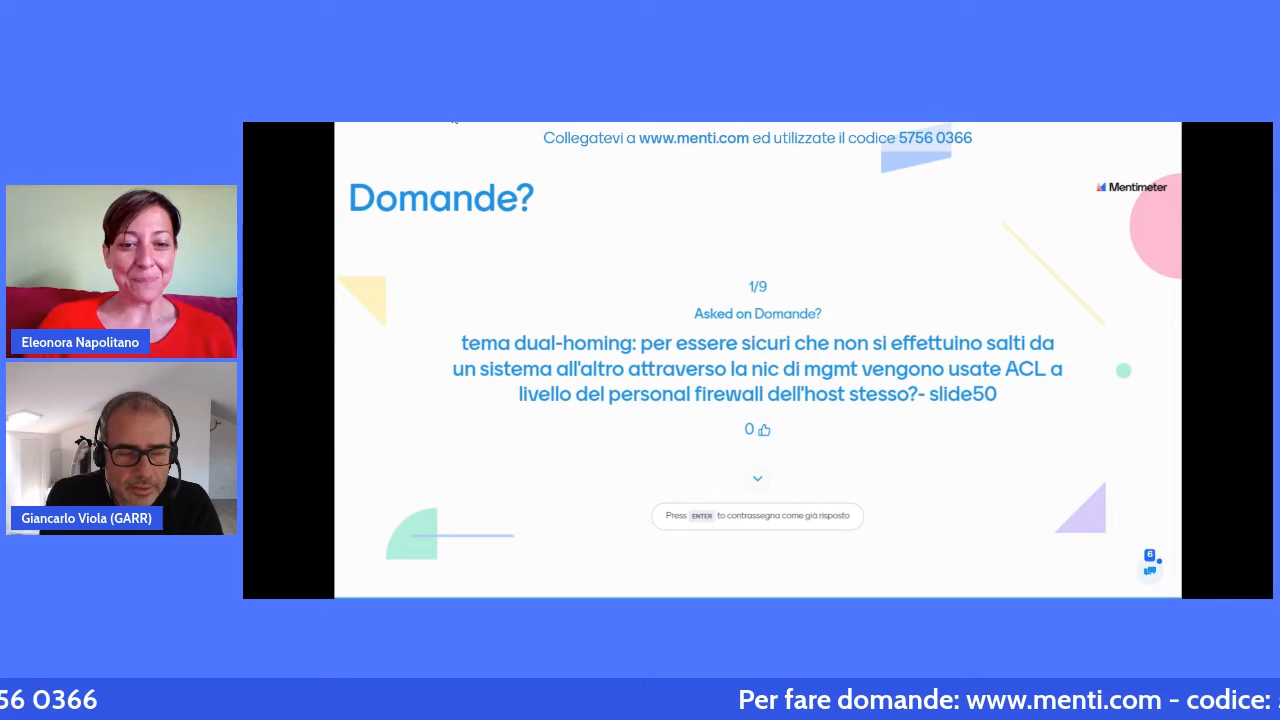 Collegatevi a www.menti.com ed utilizzate il codice 5756 0366
Domande?
Mentimeter
1/9
Asked on Domande?
tema dual-homing: per essere sicuri che non si effettuino salti da
un sistema all'altro attraverso la nic di mgmt vengono usate ACL a
livello del personal firewall dell'host stesso?- slide50
0
Press ENTER to contrassegna come già risposto
6
Eleonora Napolitano
Giancarlo Viola (GARR)
56 0366
Per fare domande: www.menti.com - codice: